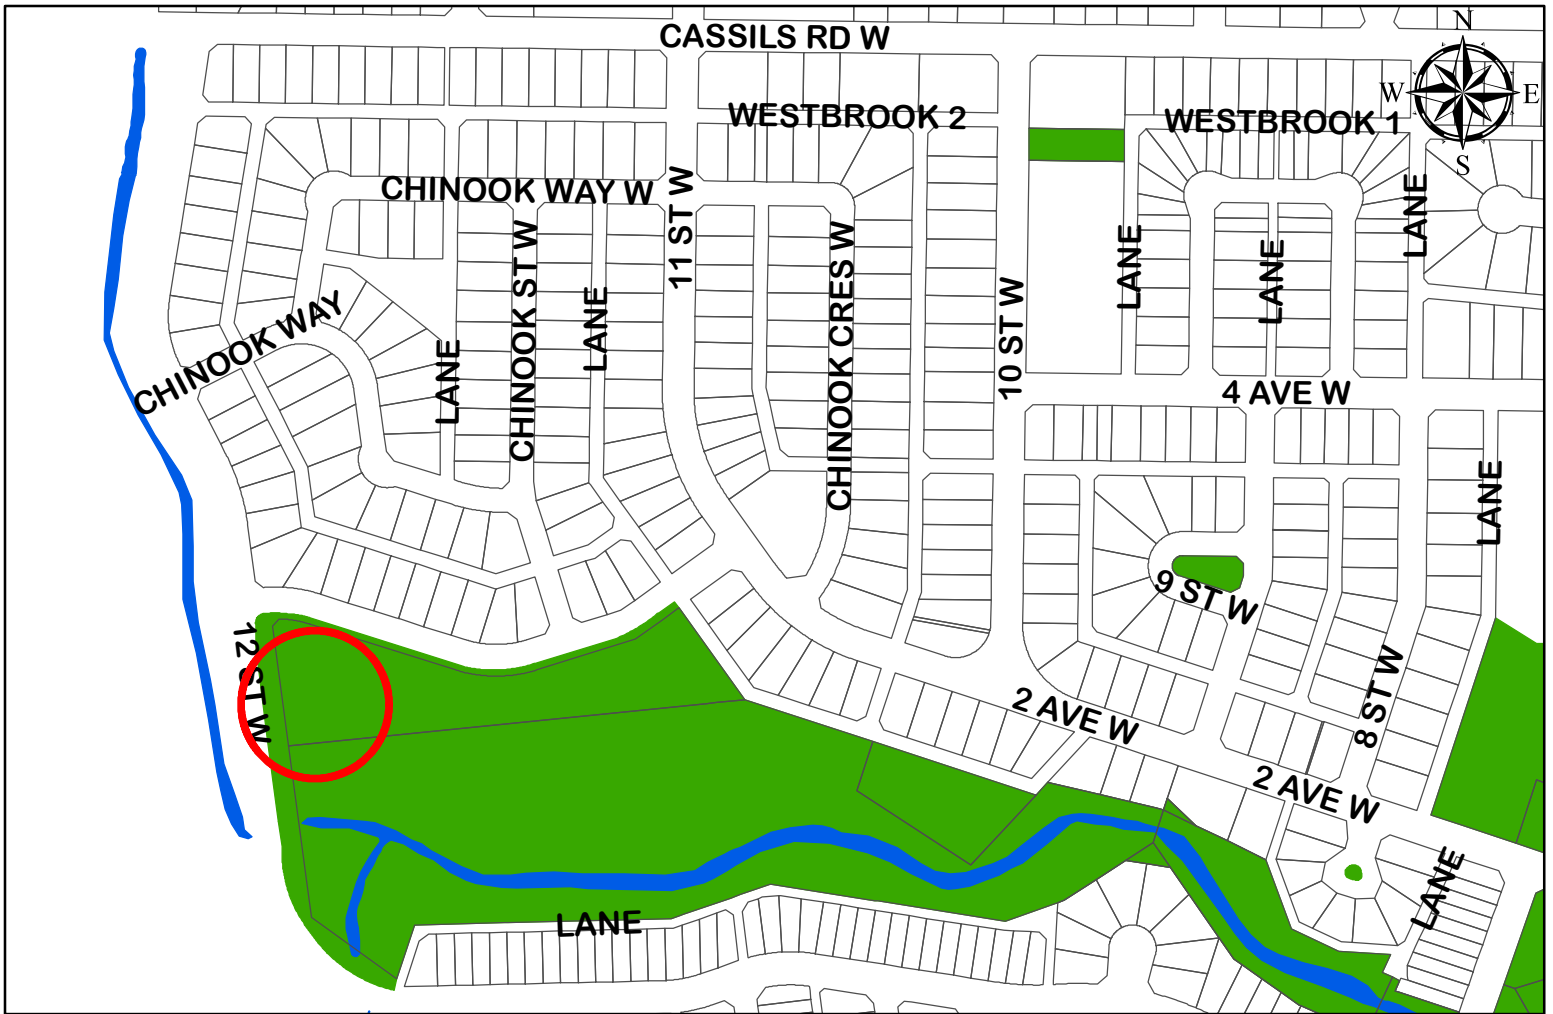 CASSILS RD W
N
W
E
S
WESTBROOK 2
WESTBROOK 1
CHINOOK WAY W
11 ST W
LANE
CHINOOK ST W
CHINOOK CRES W
LANE
LANE
10 ST W
LANE
CHINOOK WAY
LANE
4 AVE W
LANE
9 ST W
12 ST W
2 AVE W
8 ST W
2 AVE W
LANE
LANE